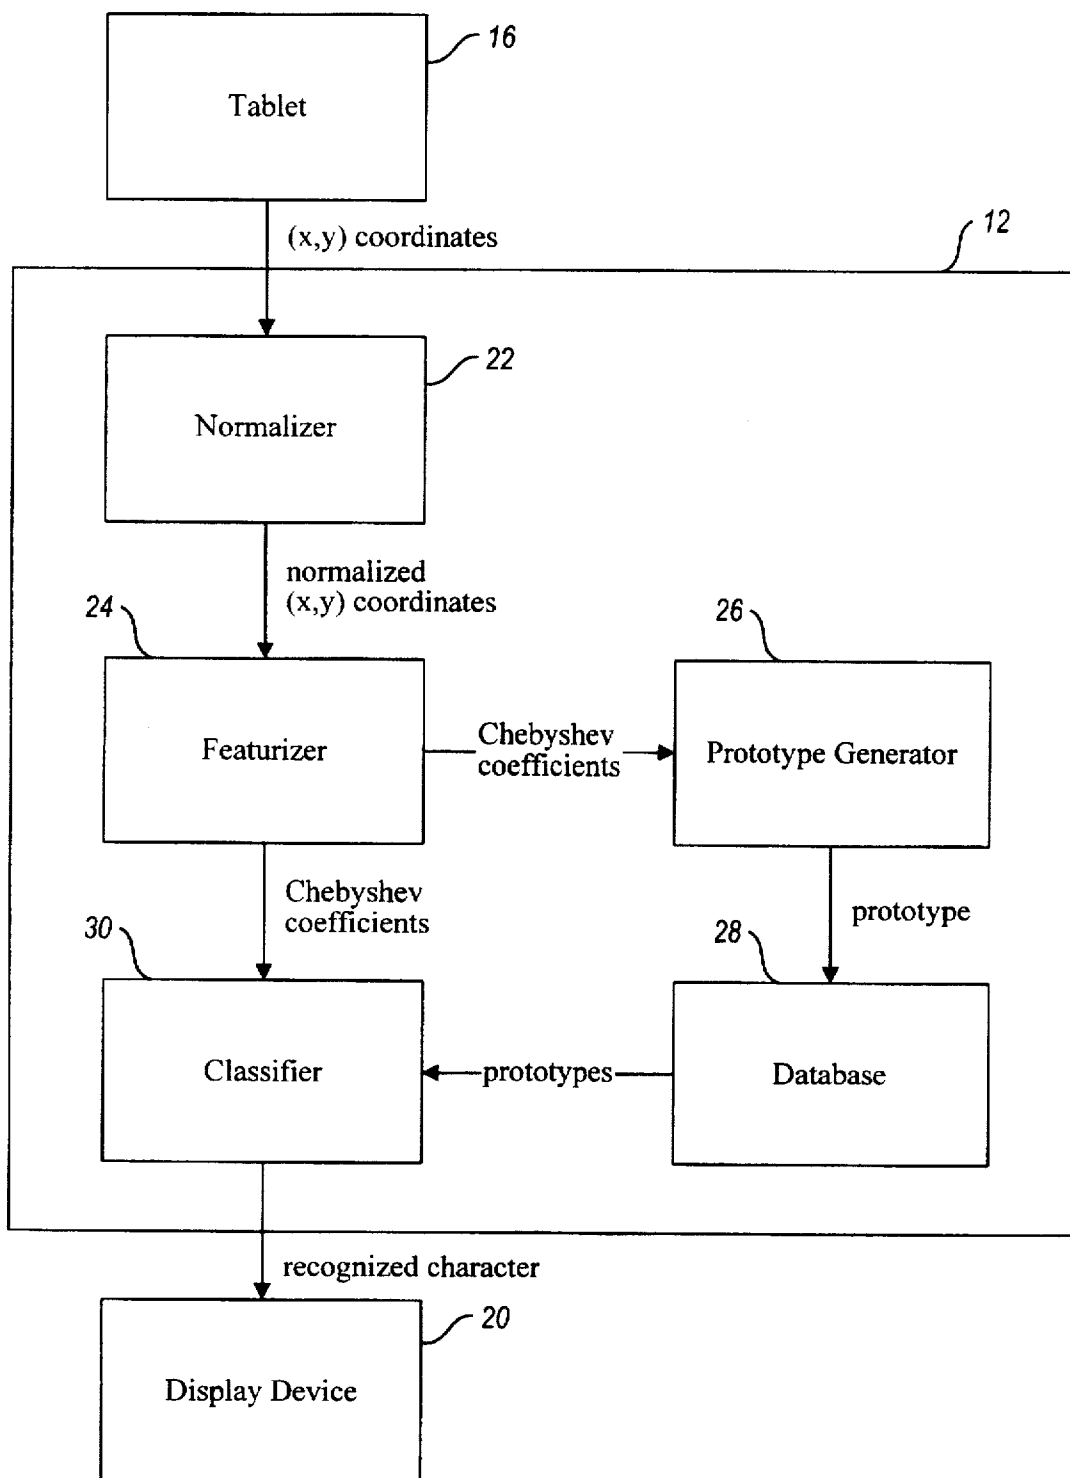 16
Tablet
(x,y) coordinates
12
22
Normalizer
normalized
(x,y) coordinates
24
26
Featurizer
Chebyshev
coefficients
Prototype Generator
Chebyshev
coefficients
prototype
30
28
Classifier
prototypes
Database
recognized character
20
Display Device